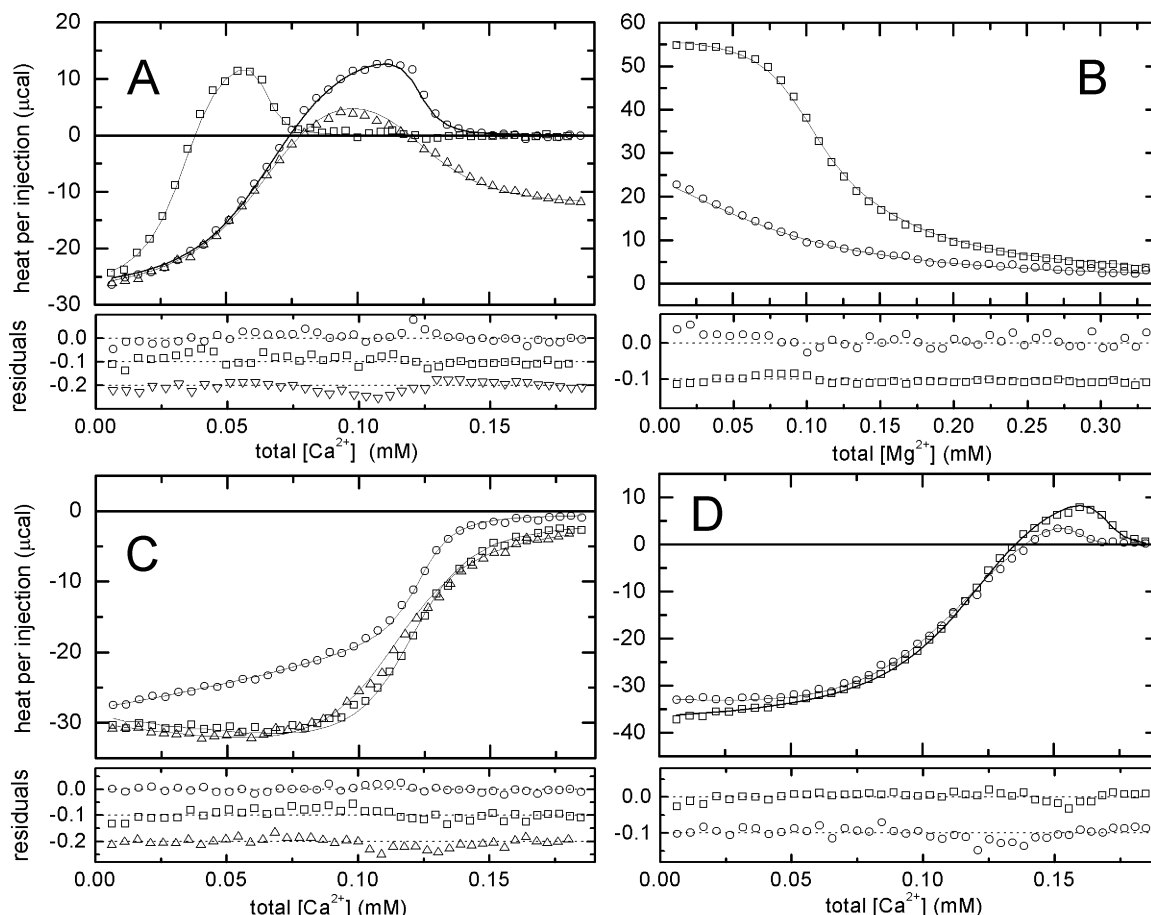 20
10
0
-10
-20
-30
heat per injection (µcal)
A
0.0
-0.1
-0.2
residuals
0.00 0.05 0.10 0.15
total [Ca2+] (mM)
60
50
40
30
20
10
0
B
0.0
-0.1
0.00 0.05 0.10 0.15 0.20 0.25 0.30
total [Mg2+] (mM)
0
-10
-20
-30
heat per injection (µcal)
C
0.0
-0.1
-0.2
residuals
0.00 0.05 0.10 0.15
total [Ca2+] (mM)
10
0
-10
-20
-30
-40
D
0.0
-0.1
0.00 0.05 0.10 0.15
total [Ca2+] (mM)